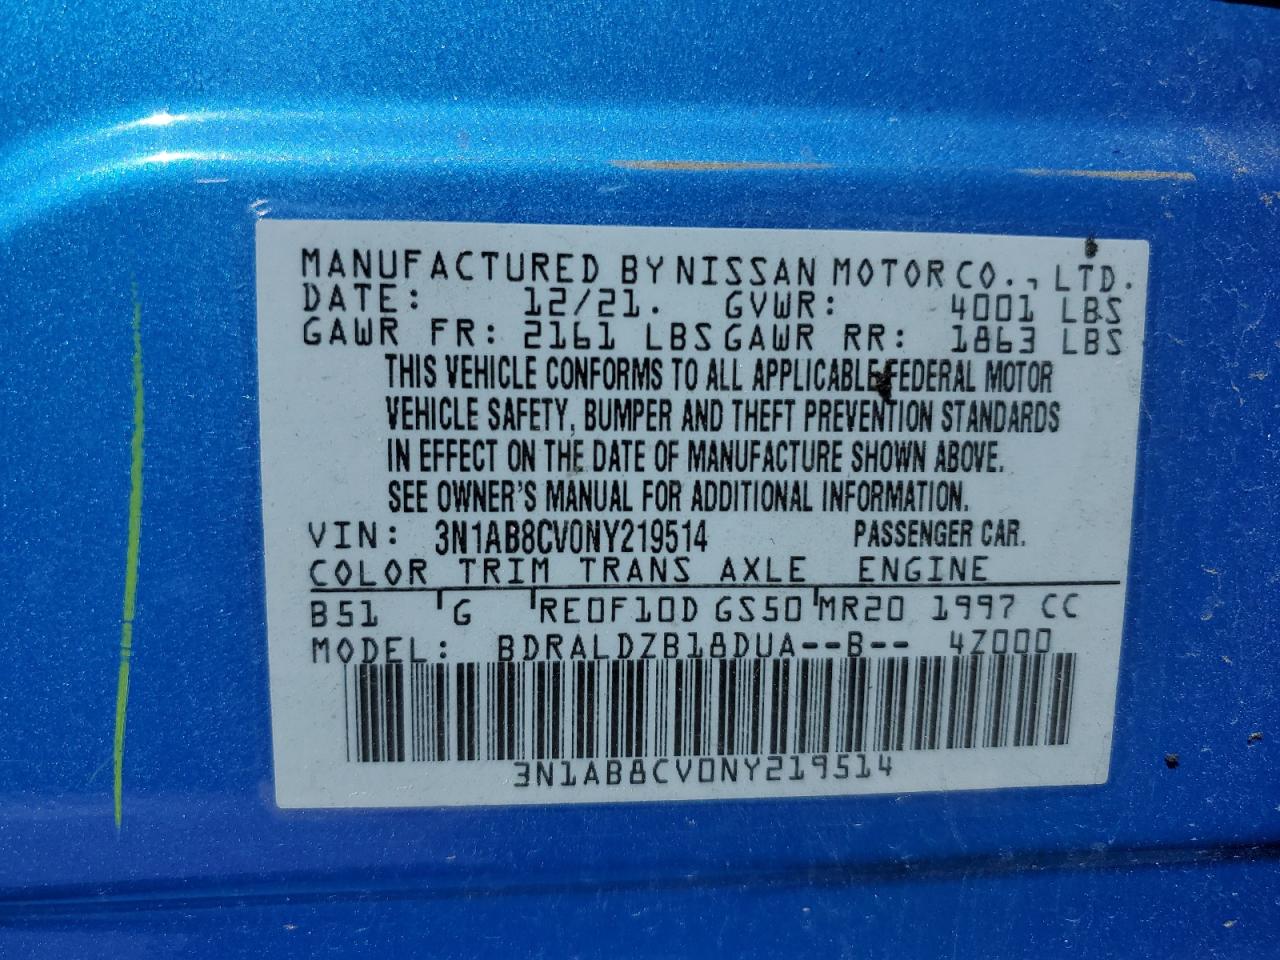 MANUFACTURED BY NISSAN MOTOR CO., LTD.
DATE: 12/21. GVWR: 4001 LBS
GAWR FR: 2161 LBS GAWR RR: 1863 LBS
THIS VEHICLE CONFORMS TO ALL APPLICABLE FEDERAL MOTOR
VEHICLE SAFETY, BUMPER AND THEFT PREVENTION STANDARDS
IN EFFECT ON THE DATE OF MANUFACTURE SHOWN ABOVE.
SEE OWNER'S MANUAL FOR ADDITIONAL INFORMATION.
VIN: 3N1AB8CV0NY219514 PASSENGER CAR.
COLOR TRIM TRANS AXLE ENGINE
B51 G RE0F10D GS50 MR20 1997 CC
MODEL: BDRALDZB18DUA--B-- 4Z000
3N1AB8CV0NY219514